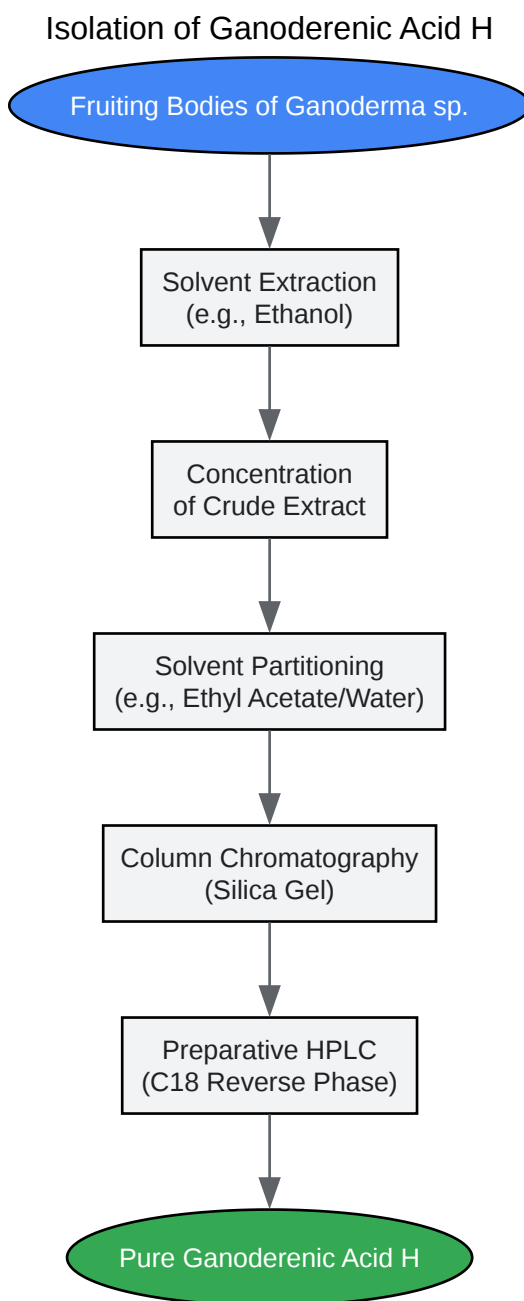 Isolation of Ganoderenic Acid H
Fruiting Bodies of Ganoderma sp.
Solvent Extraction
(e.g., Ethanol)
Concentration
of Crude Extract
Solvent Partitioning
(e.g., Ethyl Acetate/Water)
Column Chromatography
(Silica Gel)
Preparative HPLC
(C18 Reverse Phase)
Pure Ganoderenic Acid H